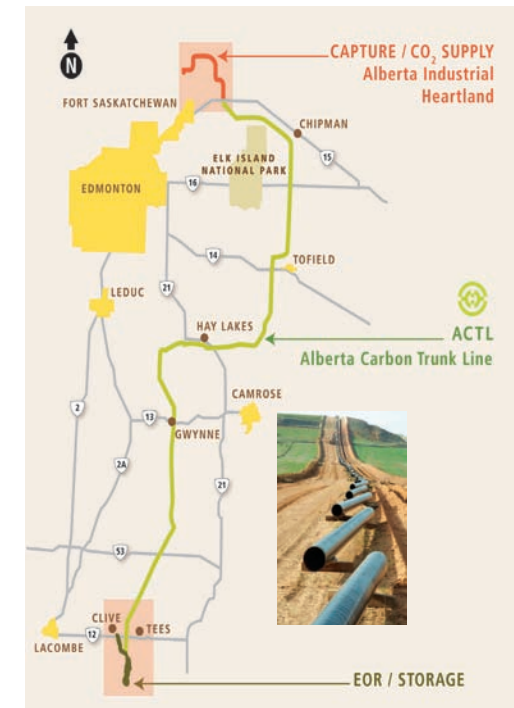 N
CAPTURE / CO₂ SUPPLY
Alberta Industrial
Heartland
FORT SASKATCHEWAN
CHIPMAN
15
ELK ISLAND
NATIONAL PARK
16
EDMONTON
14
TOFIELD
21
LEDUC
HAY LAKES
ACTL
Alberta Carbon Trunk Line
CAMROSE
2
13
GWYNNE
2A
21
53
CLIVE
TEES
12
LACOMBE
EOR / STORAGE